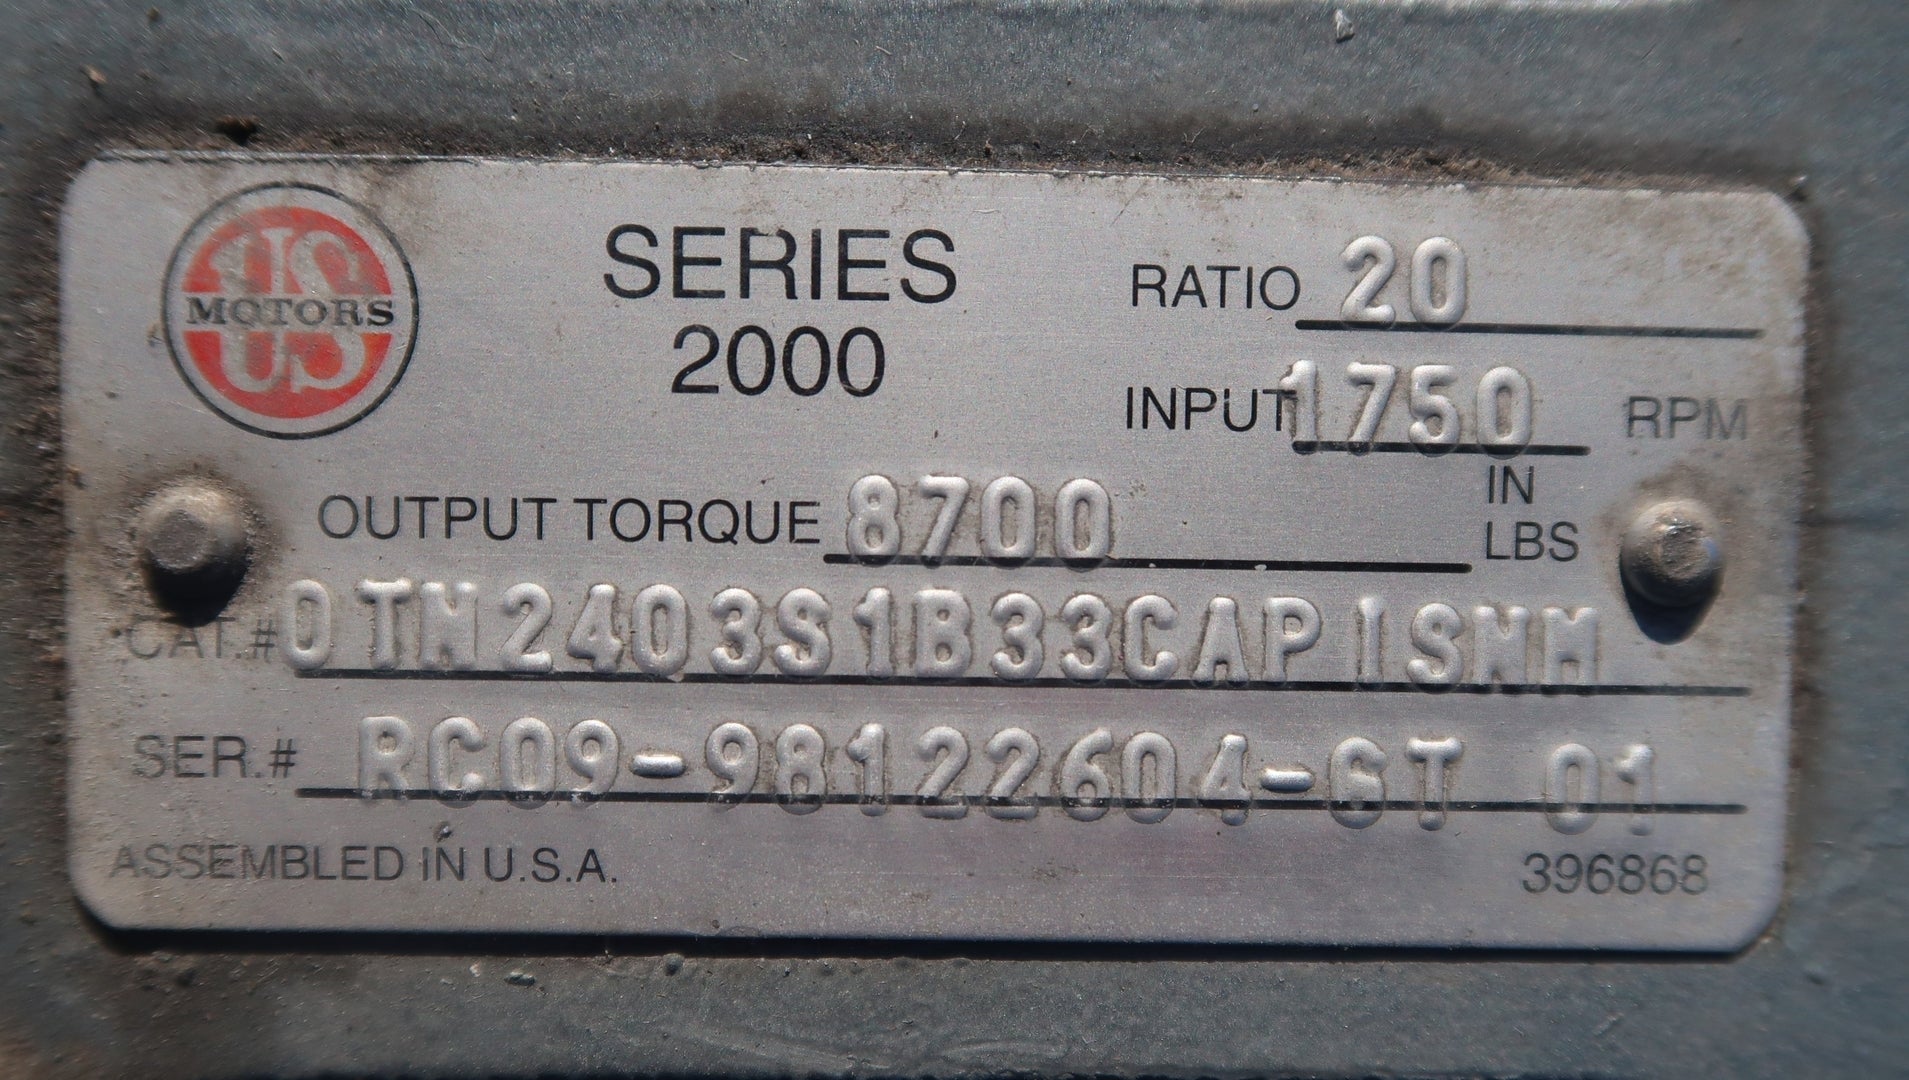 US
MOTORS
SERIES
2000
RATIO 20
INPUT 1750 RPM
OUTPUT TORQUE 8700 IN
LBS
CAT.# 0TN2403S1B33CAPISNM
SER.# RC09-98122604-GT 01
ASSEMBLED IN U.S.A.
396868